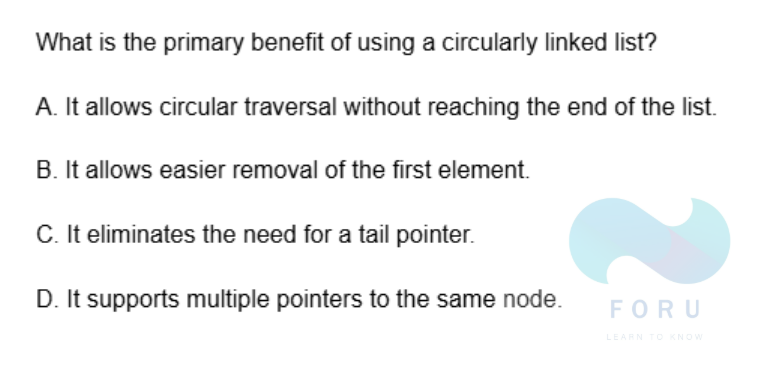 What is the primary benefit of using a circularly linked list?
A. It allows circular traversal without reaching the end of the list.
B. It allows easier removal of the first element.
C. It eliminates the need for a tail pointer.
D. It supports multiple pointers to the same node.
FORU
LEARN TO KNOW